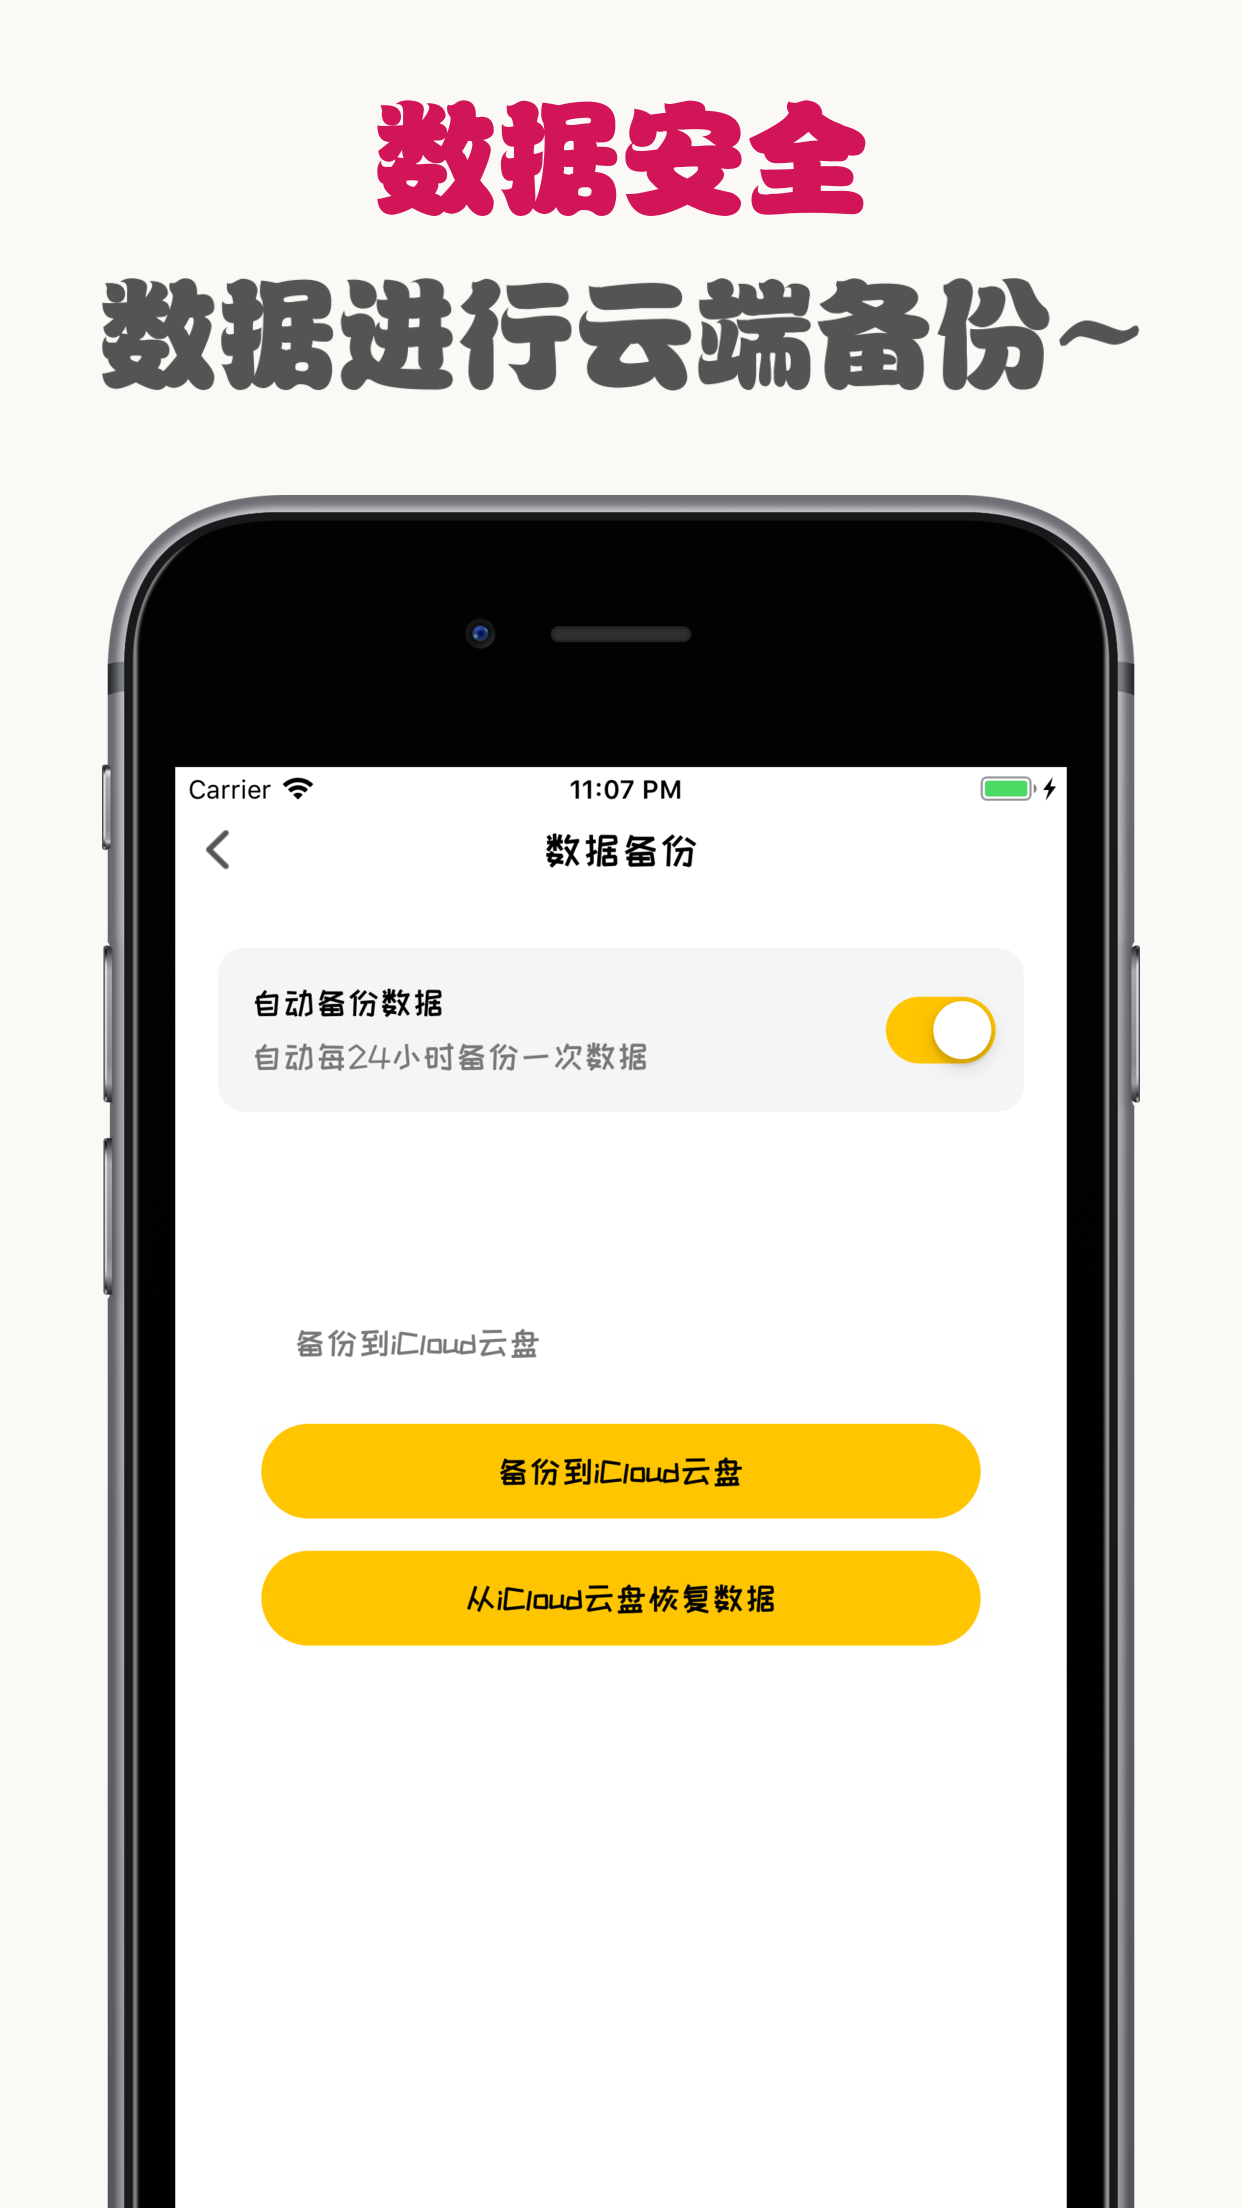 数据安全
数据进行云端备份~
Carrier
11:07 PM
数据备份
自动备份数据
自动每24小时备份一次数据
备份到iCloud云盘
备份到iCloud云盘
从iCloud云盘恢复数据